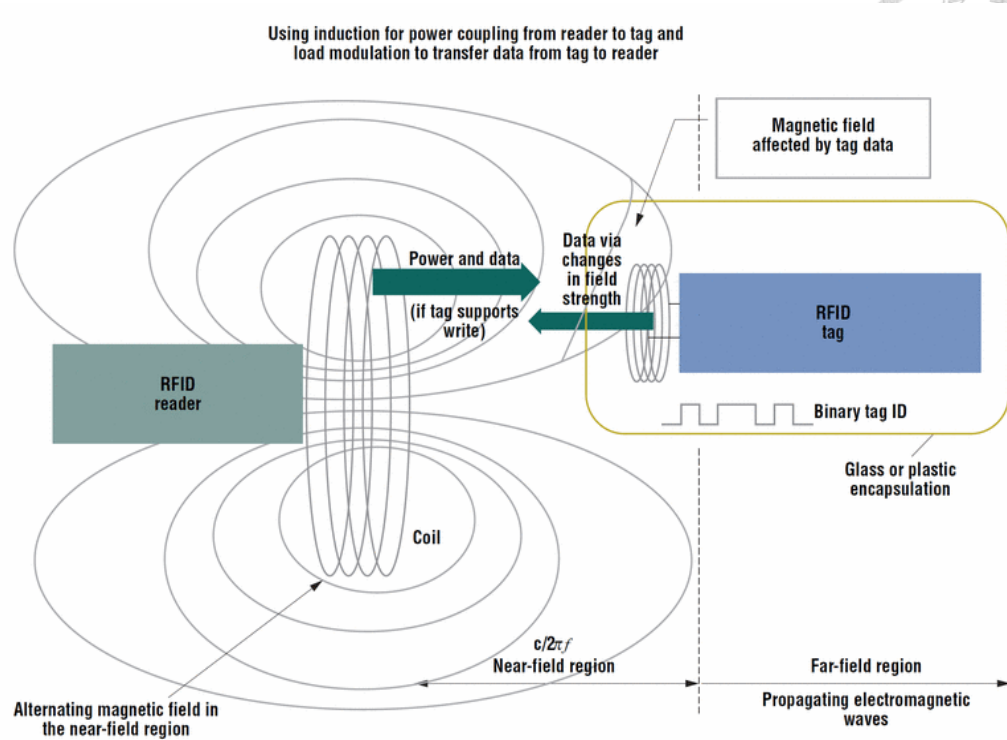 Using induction for power coupling from reader to tag and
load modulation to transfer data from tag to reader
Magnetic field
affected by tag data
Power and data
(if tag supports
write)
Data via
changes
in field
strength
RFID
tag
RFID
reader
Binary tag ID
Glass or plastic
encapsulation
Coil
c/2πf
Near-field region
Far-field region
Propagating electromagnetic
waves
Alternating magnetic field in
the near-field region